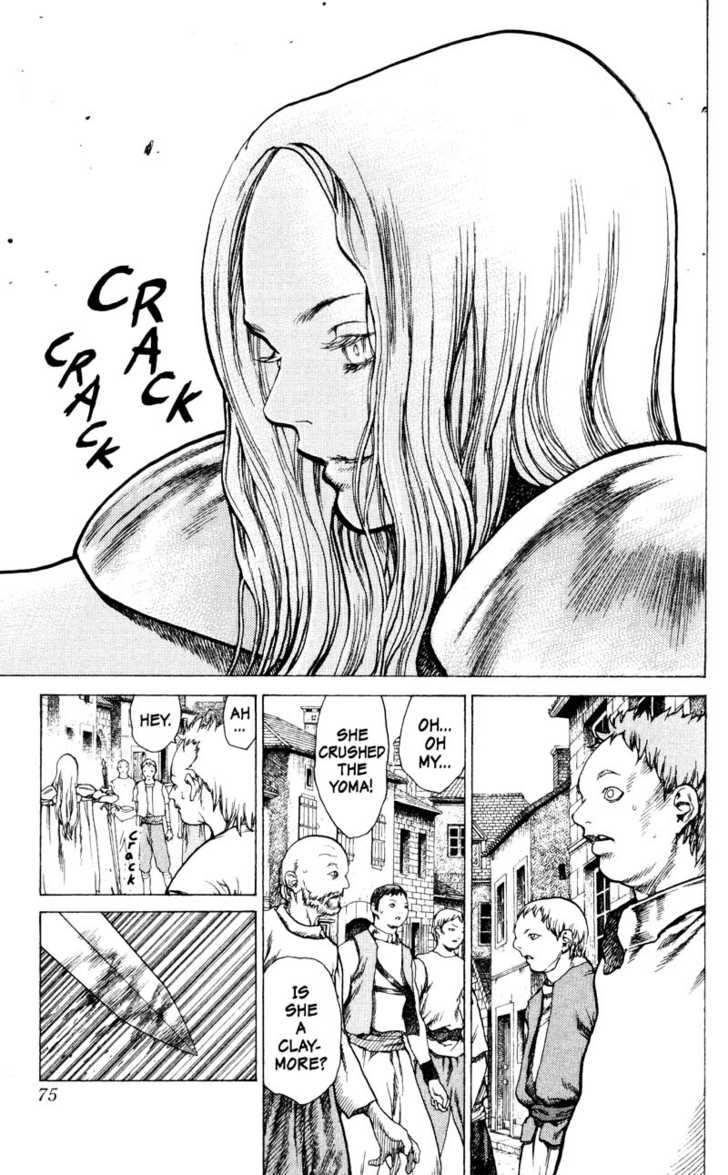 CRACK
CRACK
OH...
OH
MY...
SHE
CRUSHED
THE
YOMA!
IS
SHE
A
CLAY-
MORE?
AH
...
HEY.
crack
75